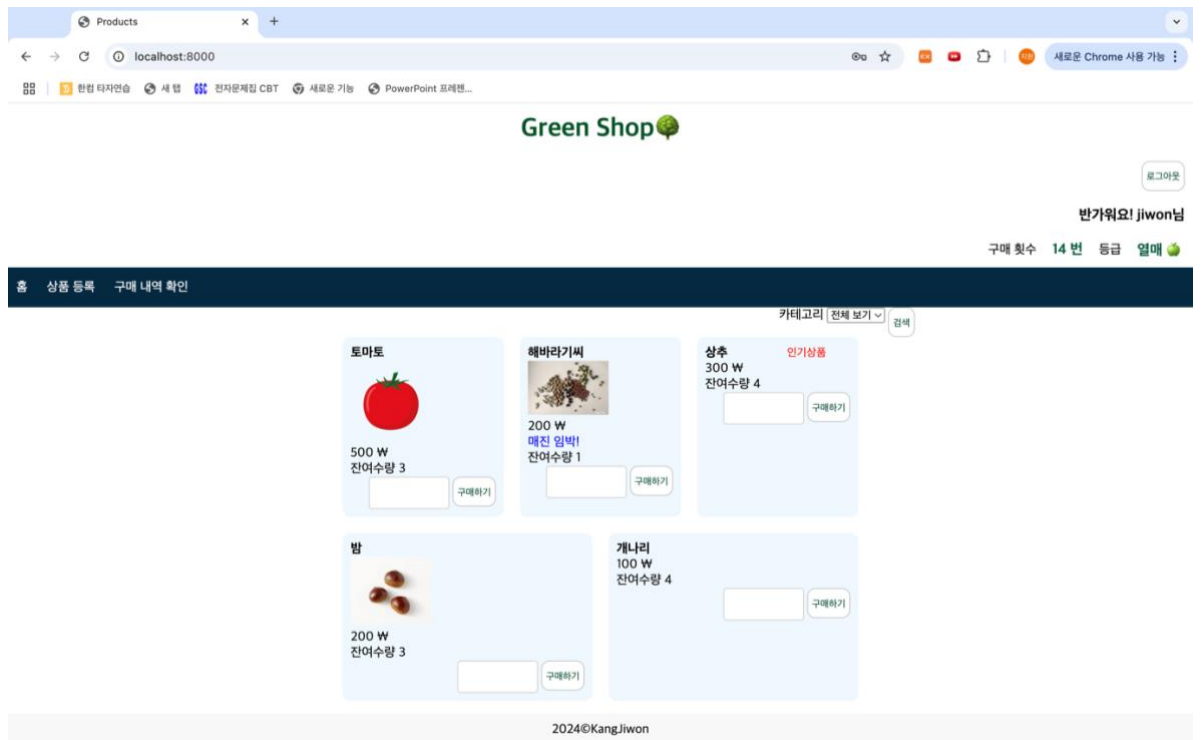 Products
localhost:8000
새로운 Chrome 사용 가능
한컴 타자연습 새 탭 전자문제집 CBT 새로운 기능 PowerPoint 프레젠...
Green Shop
로그아웃
반가워요! jiwon님
구매 횟수 14 번 등급 열매
홈 상품 등록 구매 내역 확인
카테고리 전체 보기 검색
토마토
500 ₩
잔여수량 3
구매하기
해바라기씨
200 ₩
매진 임박!
잔여수량 1
구매하기
상추 인기상품
300 ₩
잔여수량 4
구매하기
밤
200 ₩
잔여수량 3
구매하기
개나리
100 ₩
잔여수량 4
구매하기
2024©KangJiwon